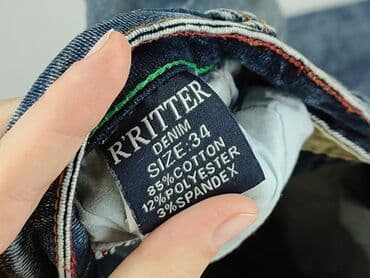 R'RITTER
DENIM
SIZE:34
85%COTTON
12%POLYESTER
3%SPANDEX